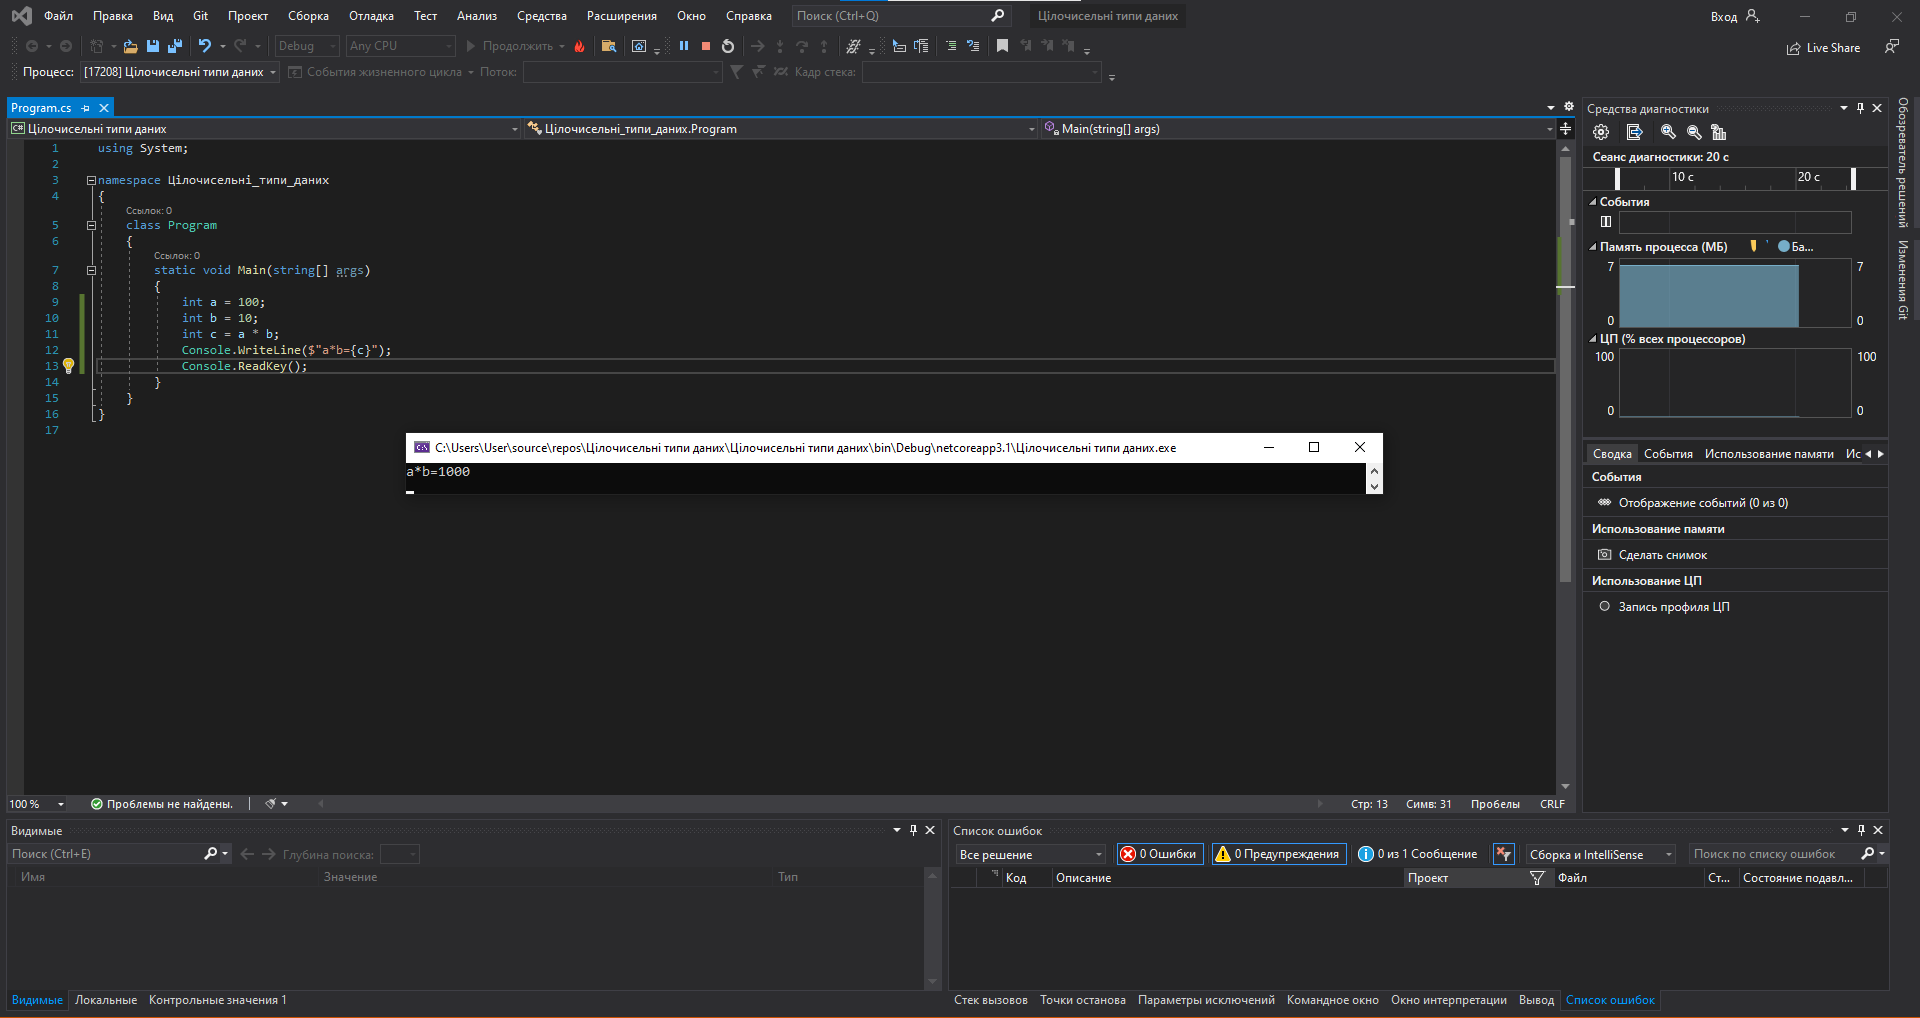 Файл Правка Вид Git Проект Сборка Отладка Тест Анализ Средства Расширения Окно Справка Поиск (Ctrl+Q) Цілочисельні типи даних Вход
Debug Any CPU Продолжить Live Share
Процесс: [17208] Цілочисельні типи даних События жизненного цикла Поток: Кадр стека:
Program.cs
Цілочисельні типи даних Цілочисельні_типи_даних.Program Main(string[] args)
1 using System;
2
3 namespace Цілочисельні_типи_даних
4 {
Ссылок: 0
5 class Program
6 {
Ссылок: 0
7 static void Main(string[] args)
8 {
9 int a = 100;
10 int b = 10;
11 int c = a * b;
12 Console.WriteLine($"a*b={c}");
13 Console.ReadKey();
14 }
15 }
16 }
17
C:\Users\User\source\repos\Цілочисельні типи даних\Цілочисельні типи даних\bin\Debug\netcoreapp3.1\Цілочисельні типи даних.exe
a*b=1000
100 % Проблемы не найдены. Стр: 13 Симв: 31 Пробелы CRLF
Средства диагностики
Сеанс диагностики: 20 с
10 с 20 с
События
Память процесса (МБ) Ба...
7 7
0 0
ЦП (% всех процессоров)
100 100
0 0
Сводка События Использование памяти Ис
События
Отображение событий (0 из 0)
Использование памяти
Сделать снимок
Использование ЦП
Запись профиля ЦП
Обозреватель решений
Изменения Git
Видимые
Поиск (Ctrl+E) Глубина поиска:
Имя Значение Тип
Видимые Локальные Контрольные значения 1
Список ошибок
Все решение 0 Ошибки 0 Предупреждения 0 из 1 Сообщение Сборка и IntelliSense Поиск по списку ошибок
Код Описание Проект Файл Ст... Состояние подавл...
Стек вызовов Точки останова Параметры исключений Командное окно Окно интерпретации Вывод Список ошибок